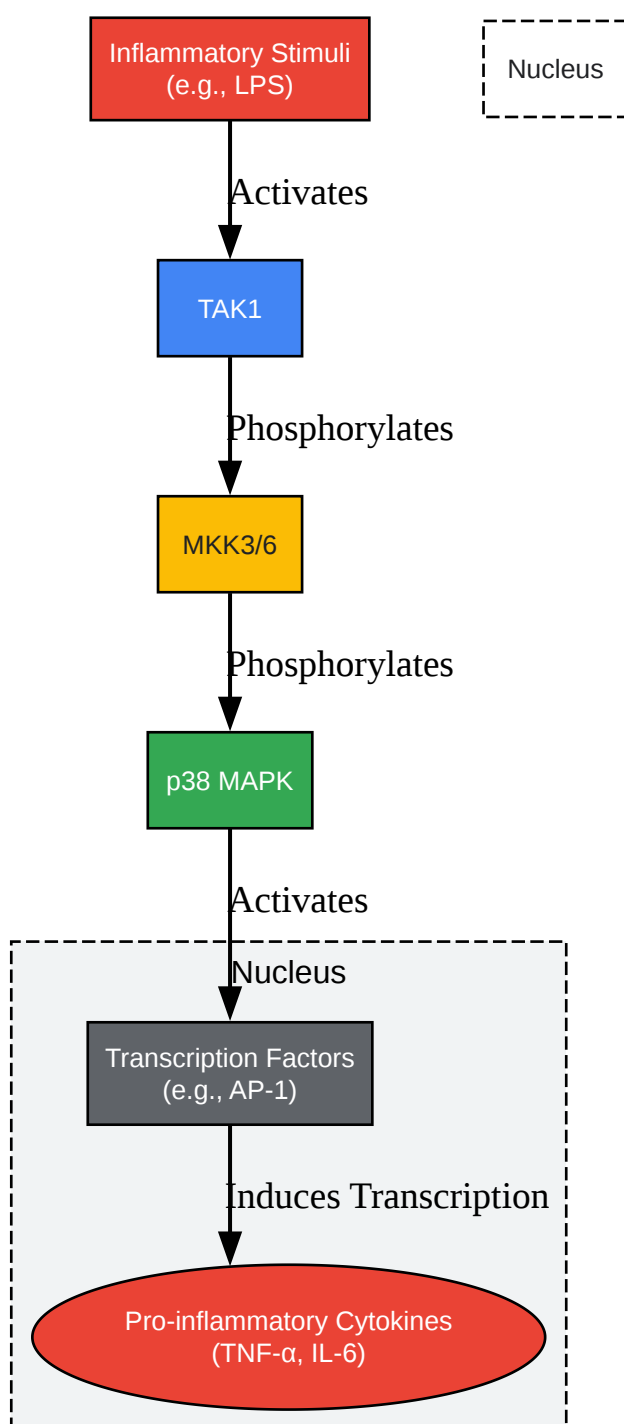 Inflammatory Stimuli
(e.g., LPS)
Nucleus
Activates
TAK1
Phosphorylates
MKK3/6
Phosphorylates
p38 MAPK
Activates
Nucleus
Transcription Factors
(e.g., AP-1)
Induces Transcription
Pro-inflammatory Cytokines
(TNF-α, IL-6)